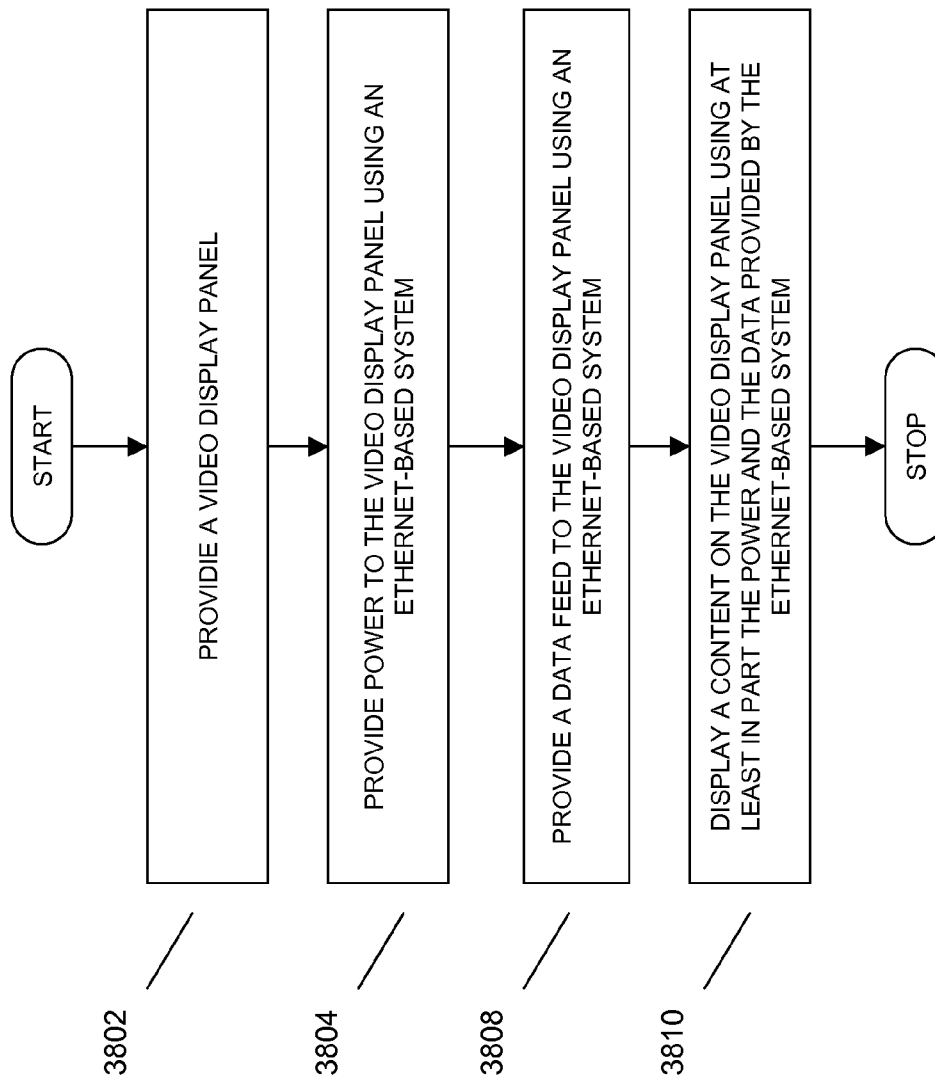 START
3802
PROVIDIE A VIDEO DISPLAY PANEL
3804
PROVIDE POWER TO THE VIDEO DISPLAY PANEL USING AN
ETHERNET-BASED SYSTEM
3808
PROVIDE A DATA FEED TO THE VIDEO DISPLAY PANEL USING AN
ETHERNET-BASED SYSTEM
3810
DISPLAY A CONTENT ON THE VIDEO DISPLAY PANEL USING AT
LEAST IN PART THE POWER AND THE DATA PROVIDED BY THE
ETHERNET-BASED SYSTEM
STOP